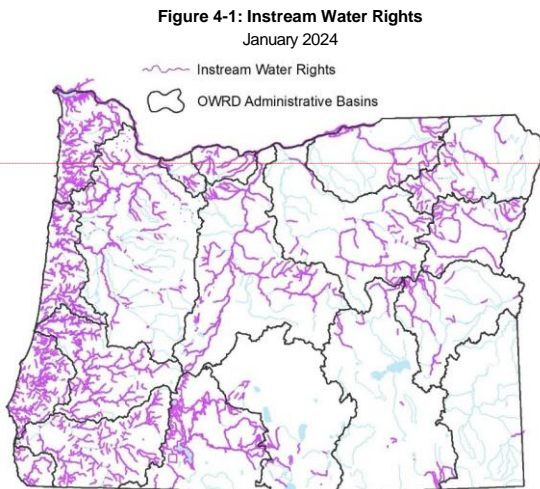 Figure 4-1: Instream Water Rights
January 2024
Instream Water Rights
OWRD Administrative Basins